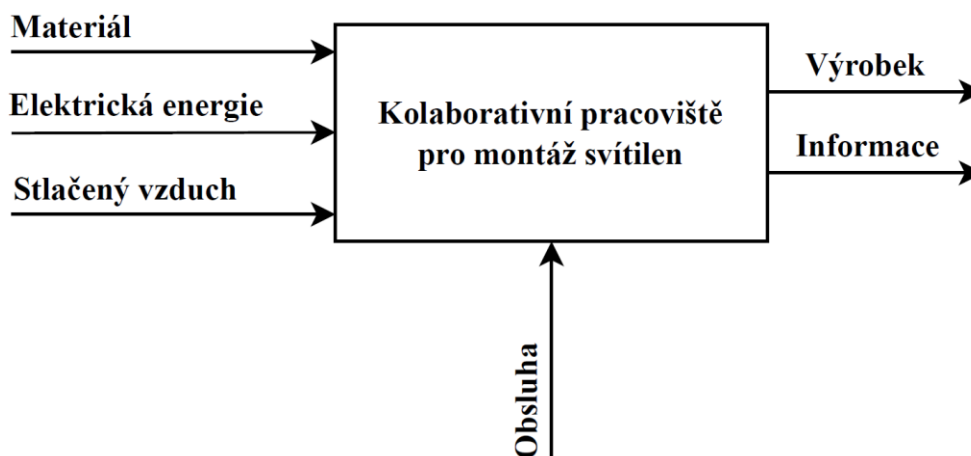 Materiál
Elektrická energie
Stlačený vzduch
Kolaborativní pracoviště
pro montáž svítilen
Výrobek
Informace
Obsluha